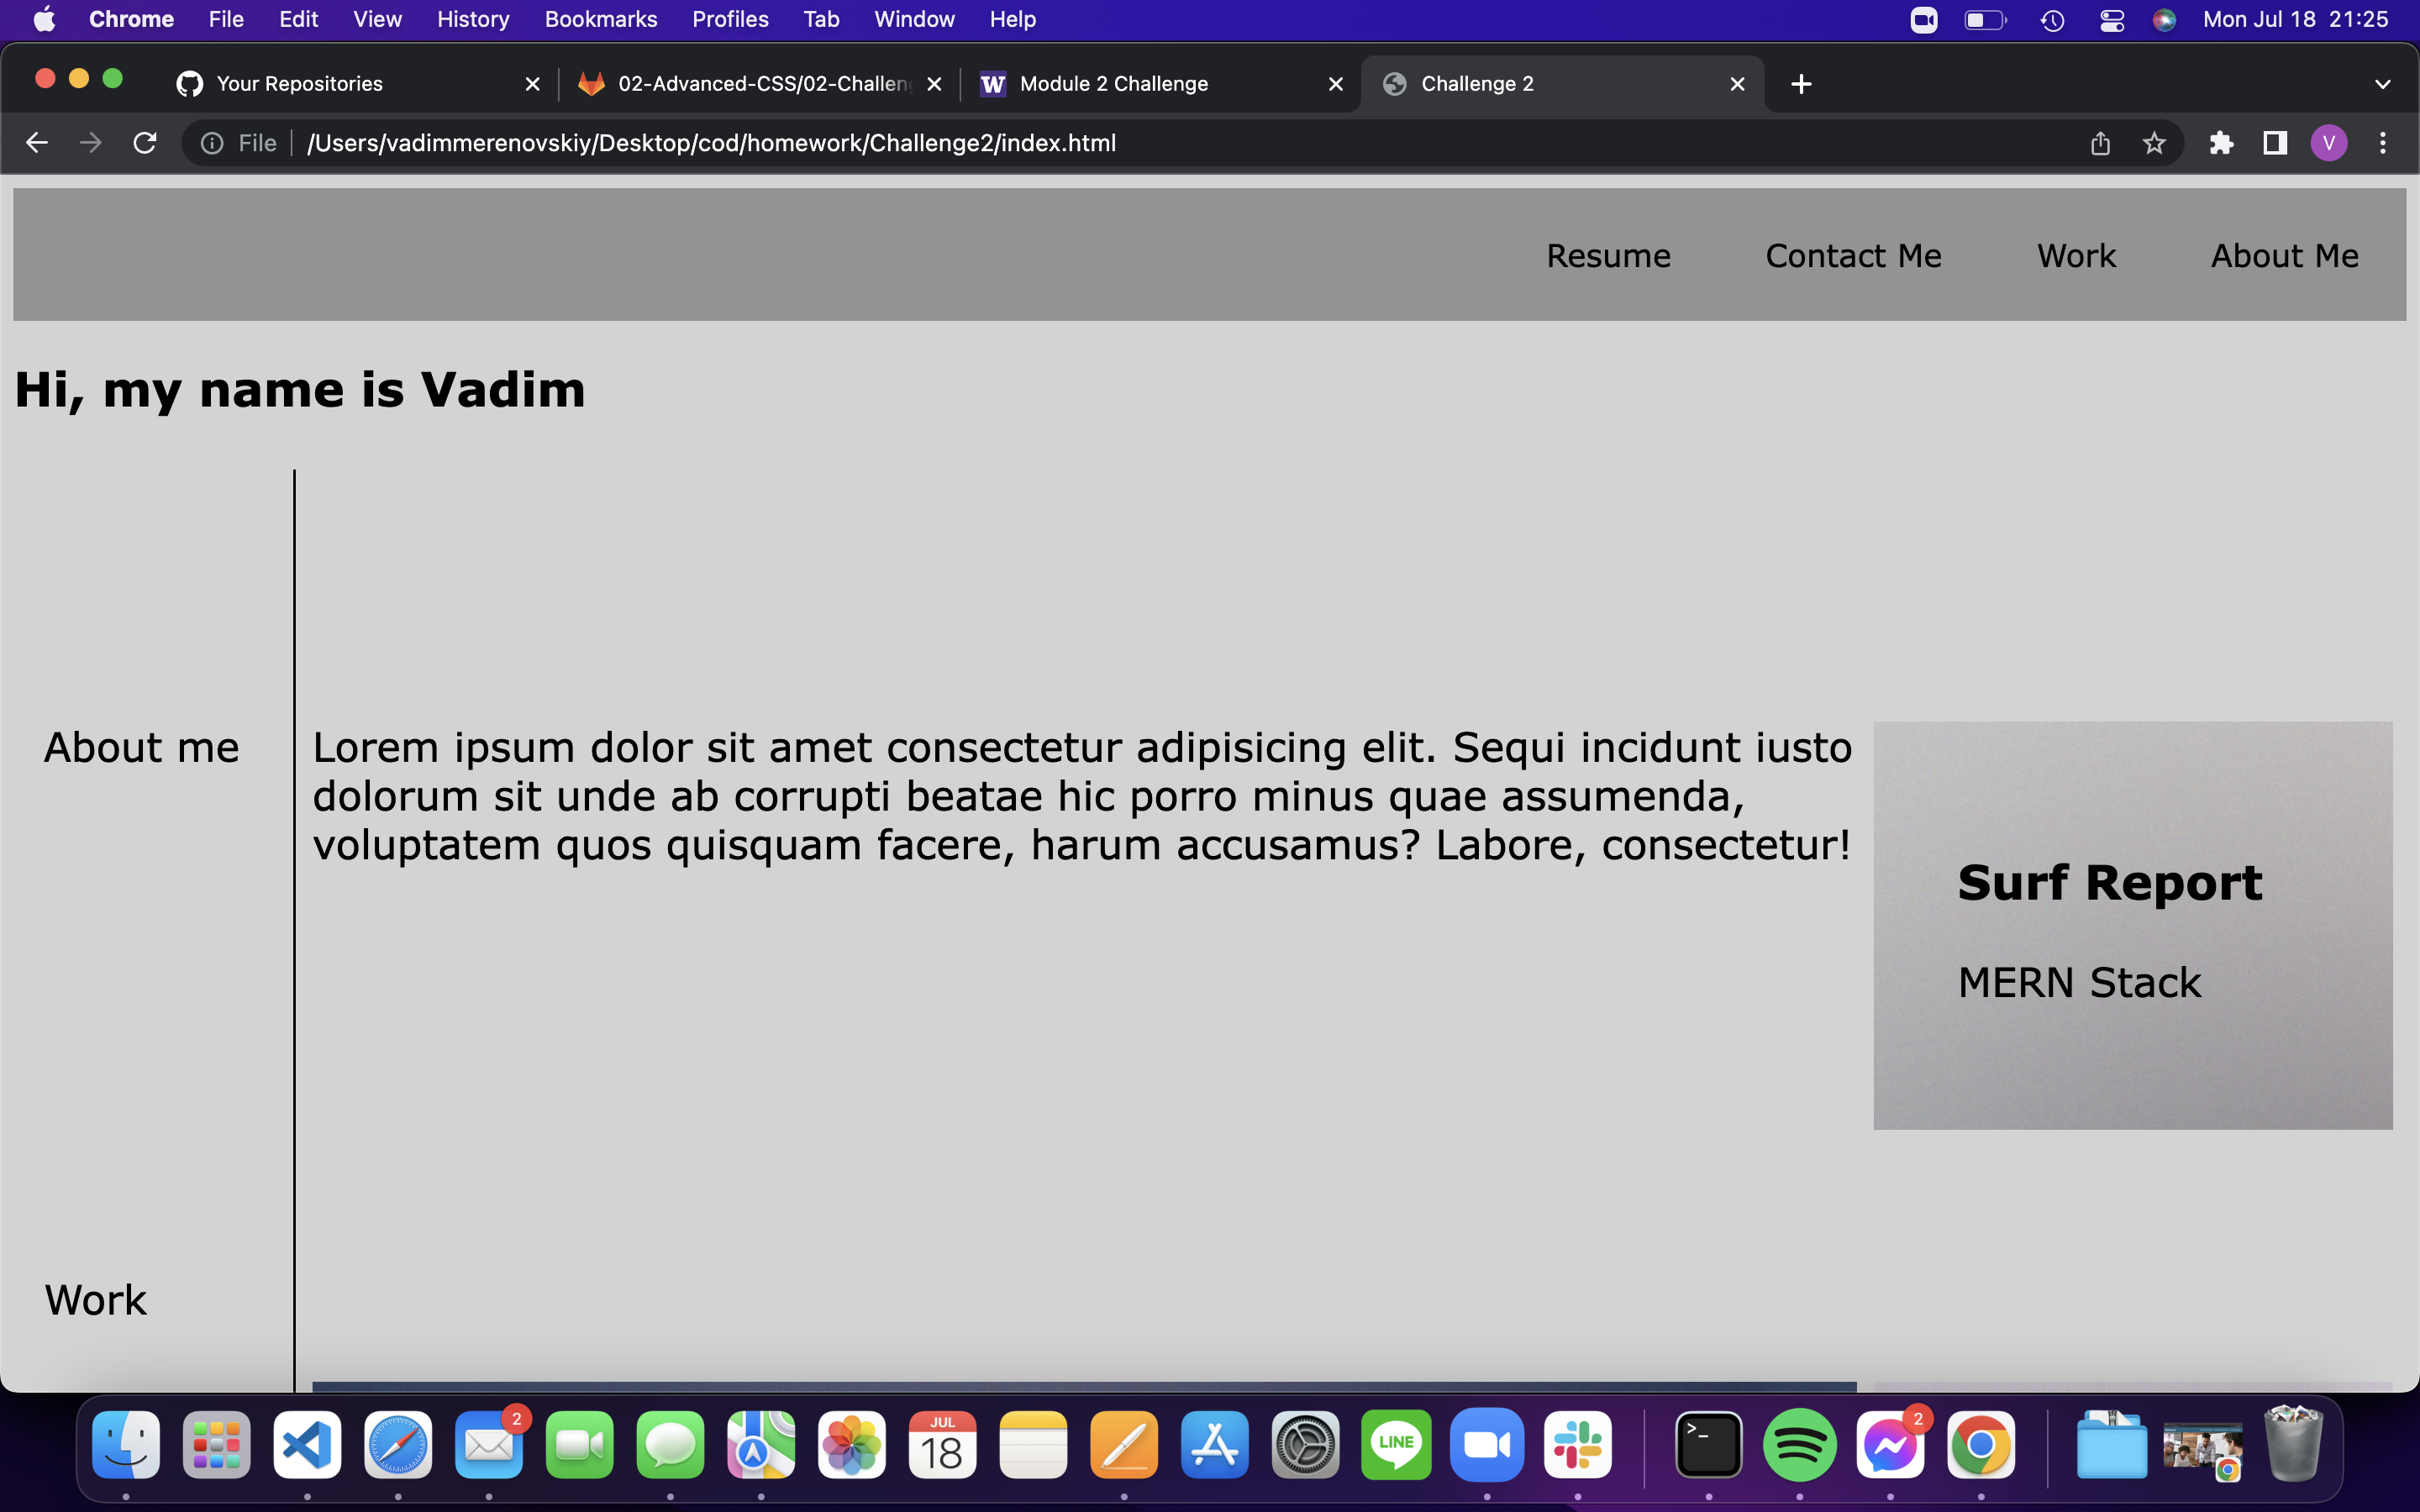 Chrome File Edit View History Bookmarks Profiles Tab Window Help Mon Jul 18 21:25
Your Repositories 02-Advanced-CSS/02-Challeng Module 2 Challenge Challenge 2
File /Users/vadimmerenovskiy/Desktop/cod/homework/Challenge2/index.html V
Resume Contact Me Work About Me
Hi, my name is Vadim
About me
Lorem ipsum dolor sit amet consectetur adipisicing elit. Sequi incidunt iusto
dolorum sit unde ab corrupti beatae hic porro minus quae assumenda,
voluptatem quos quisquam facere, harum accusamus? Labore, consectetur!
Surf Report
MERN Stack
Work
2
JUL
18
LINE
2